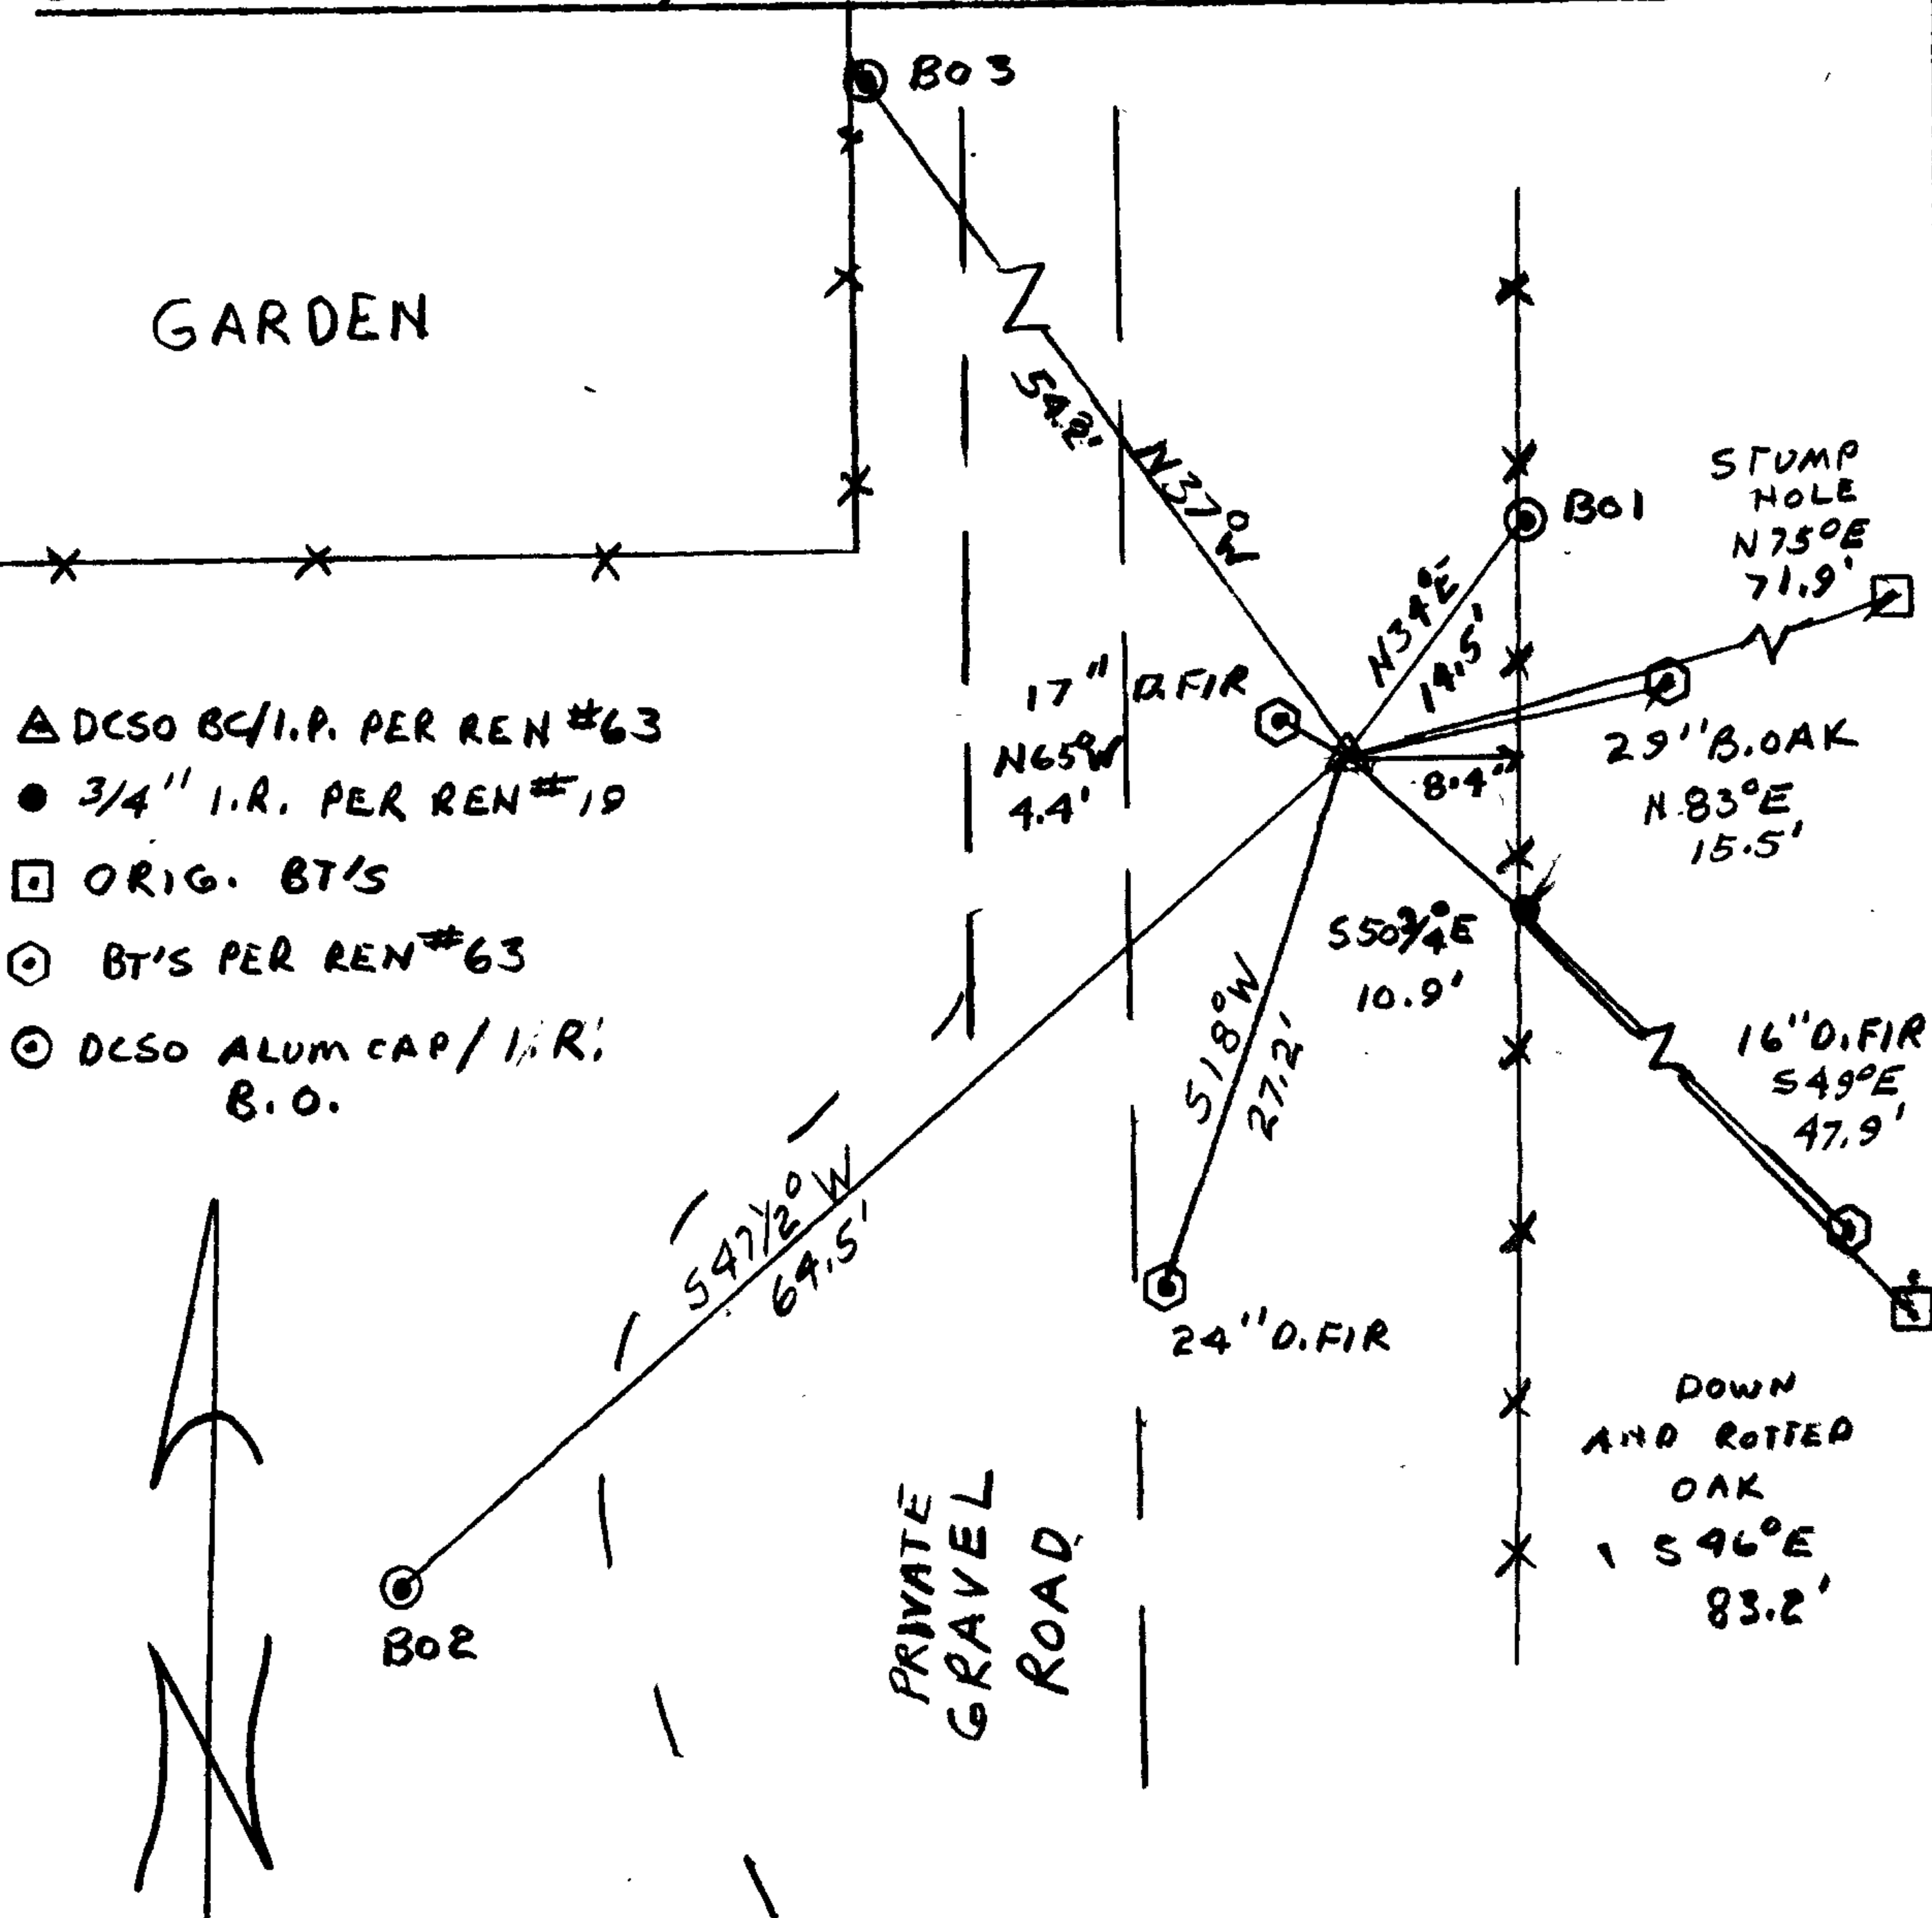 BO3
GARDEN
54.2'
N37°W
BO1
STUMP
HOLE
N75°E
71.9'
N34°E
14.5'
17" D.FIR
N65°W
4.4'
8.4'
29" B.OAK
N.83°E
15.5'
△ DCSO BC/I.P. PER REN #63
● 3/4" I.R. PER REN #19
ORIG. BT'S
BT'S PER REN #63
DCSO ALUM CAP/I.R.
B.O.
S50¾°E
10.9'
S18°W
27.2'
16" D.FIR
S49°E
47.9'
S47½°W
64.5'
24" D.FIR
DOWN
AND ROTTED
OAK
S46°E
83.2'
BO2
PRIVATE
GRAVEL
ROAD
N